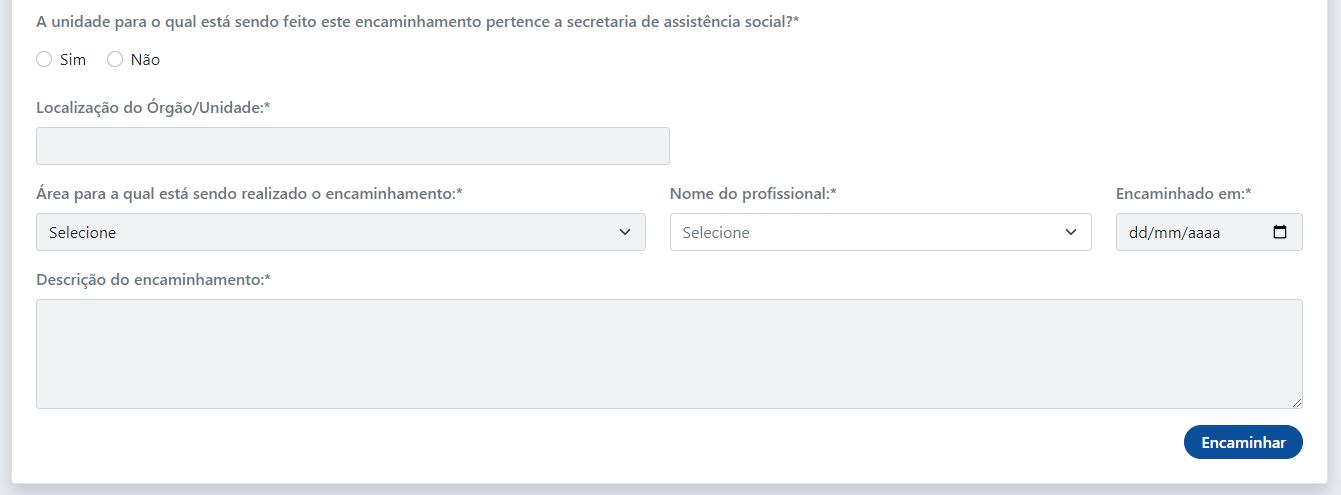 A unidade para o qual está sendo feito este encaminhamento pertence a secretaria de assistência social?*
Sim Não
Localização do Órgão/Unidade:*
Área para a qual está sendo realizado o encaminhamento:* Nome do profissional:* Encaminhado em:*
Selecione Selecione dd/mm/aaaa
Descrição do encaminhamento:*
Encaminhar